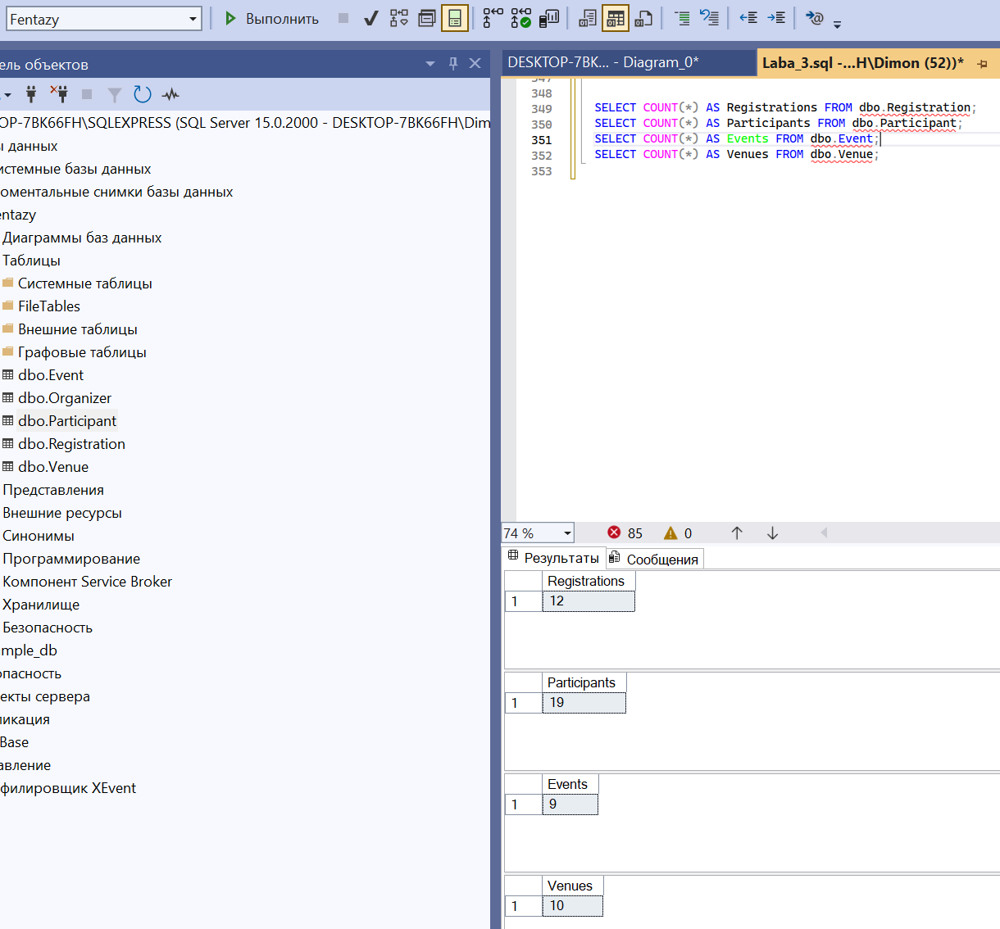 Fentazy
Выполнить
ель объектов
OP-7BK66FH\SQLEXPRESS (SQL Server 15.0.2000 - DESKTOP-7BK66FH\Dim
ы данных
истемные базы данных
оментальные снимки базы данных
entazy
Диаграммы баз данных
Таблицы
Системные таблицы
FileTables
Внешние таблицы
Графовые таблицы
dbo.Event
dbo.Organizer
dbo.Participant
dbo.Registration
dbo.Venue
Представления
Внешние ресурсы
Синонимы
Программирование
Компонент Service Broker
Хранилище
Безопасность
mple_db
опасность
екты сервера
ликация
Base
авление
филировщик XEvent
DESKTOP-7BK... - Diagram_0*
Laba_3.sql -...H\Dimon (52))*
347
348
349 SELECT COUNT(*) AS Registrations FROM dbo.Registration;
350 SELECT COUNT(*) AS Participants FROM dbo.Participant;
351 SELECT COUNT(*) AS Events FROM dbo.Event;
352 SELECT COUNT(*) AS Venues FROM dbo.Venue;
353
74 % 85 0
Результаты Сообщения
Registrations
1 12
Participants
1 19
Events
1 9
Venues
1 10